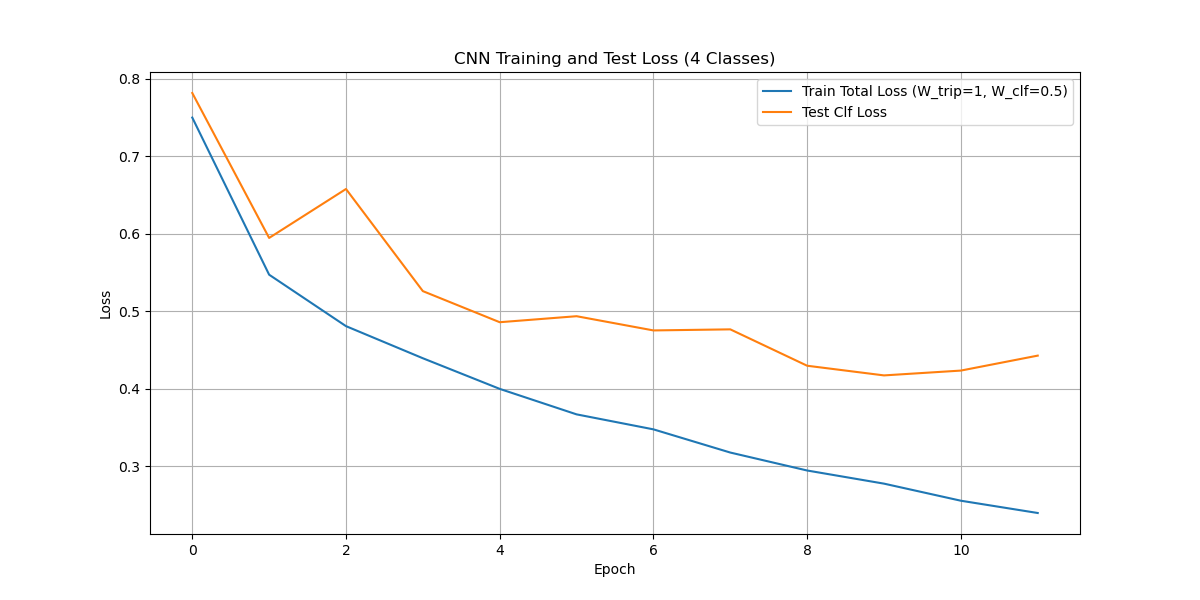 CNN Training and Test Loss (4 Classes)
Train Total Loss (W_trip=1, W_clf=0.5)
Test Clf Loss
Loss
0.8
0.7
0.6
0.5
0.4
0.3
0 2 4 6 8 10
Epoch